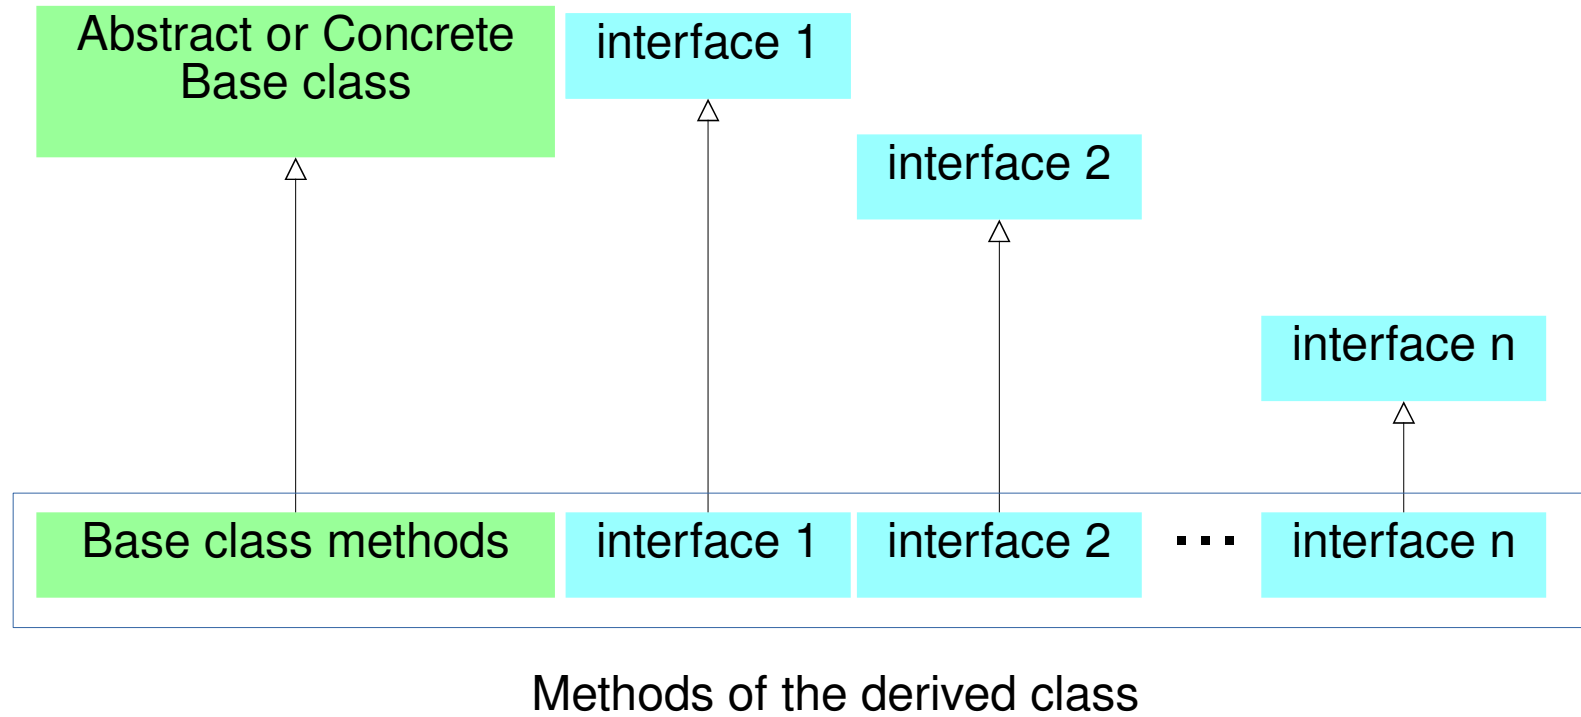 Abstract or Concrete
Base class
interface 1
interface 2
interface n
Base class methods
interface 1
interface 2
...
interface n
Methods of the derived class